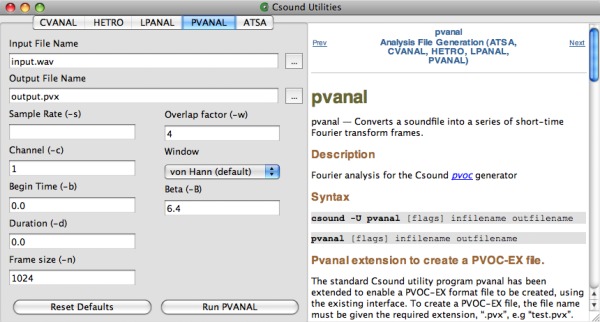 Csound Utilities
CVANAL HETRO LPANAL PVANAL ATSA
Input File Name
input.wav
...
Output File Name
output.pvx
...
Sample Rate (-s)
Overlap factor (-w)
4
Channel (-c)
1
Window
von Hann (default)
Begin Time (-b)
0.0
Beta (-B)
6.4
Duration (-d)
0.0
Frame size (-n)
1024
Reset Defaults
Run PVANAL
Prev
pvanal
Analysis File Generation (ATSA,
CVANAL, HETRO, LPANAL,
PVANAL)
Next
pvanal
pvanal — Converts a soundfile into a series of short-time
Fourier transform frames.
Description
Fourier analysis for the Csound pvoc generator
Syntax
csound -U pvanal [flags] infilename outfilename
pvanal [flags] infilename outfilename
Pvanal extension to create a PVOC-EX file.
The standard Csound utility program pvanal has been
extended to enable a PVOC-EX format file to be created, using
the existing interface. To create a PVOC-EX file, the file name
must be given the required extension, ".pvx", e.g "test.pvx".